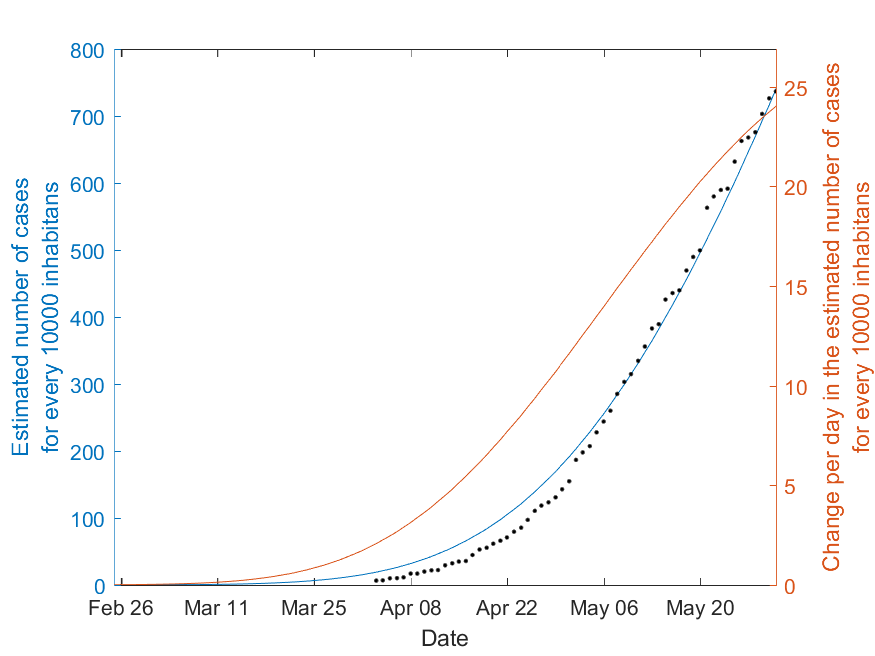 800
700
600
500
400
300
200
100
0
Estimated number of cases
for every 10000 inhabitans
25
20
15
10
5
0
Change per day in the estimated number of cases
for every 10000 inhabitans
Feb 26 Mar 11 Mar 25 Apr 08 Apr 22 May 06 May 20
Date